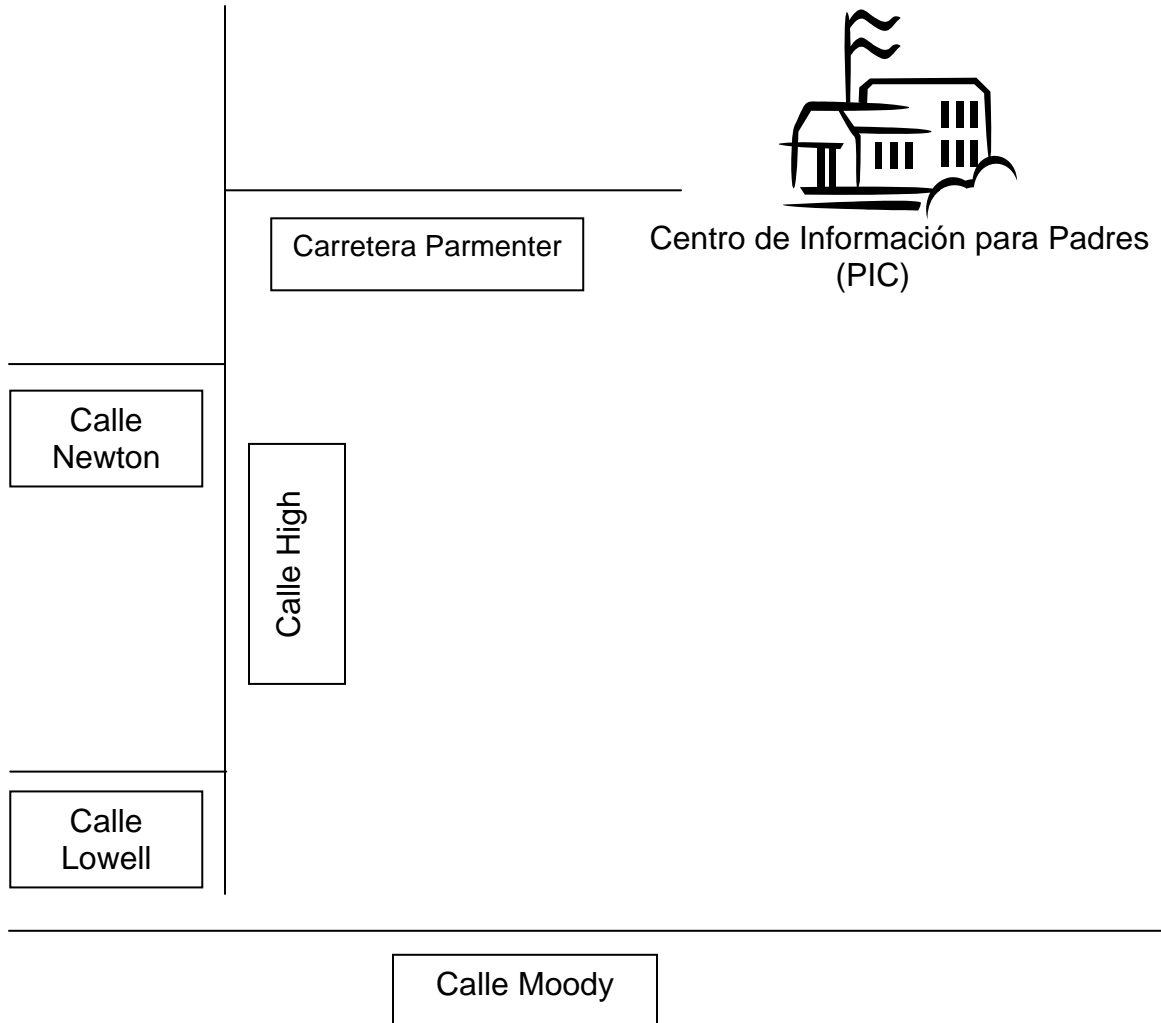 Carretera Parmenter
Centro de Información para Padres
(PIC)
Calle
Newton
Calle High
Calle
Lowell
Calle Moody